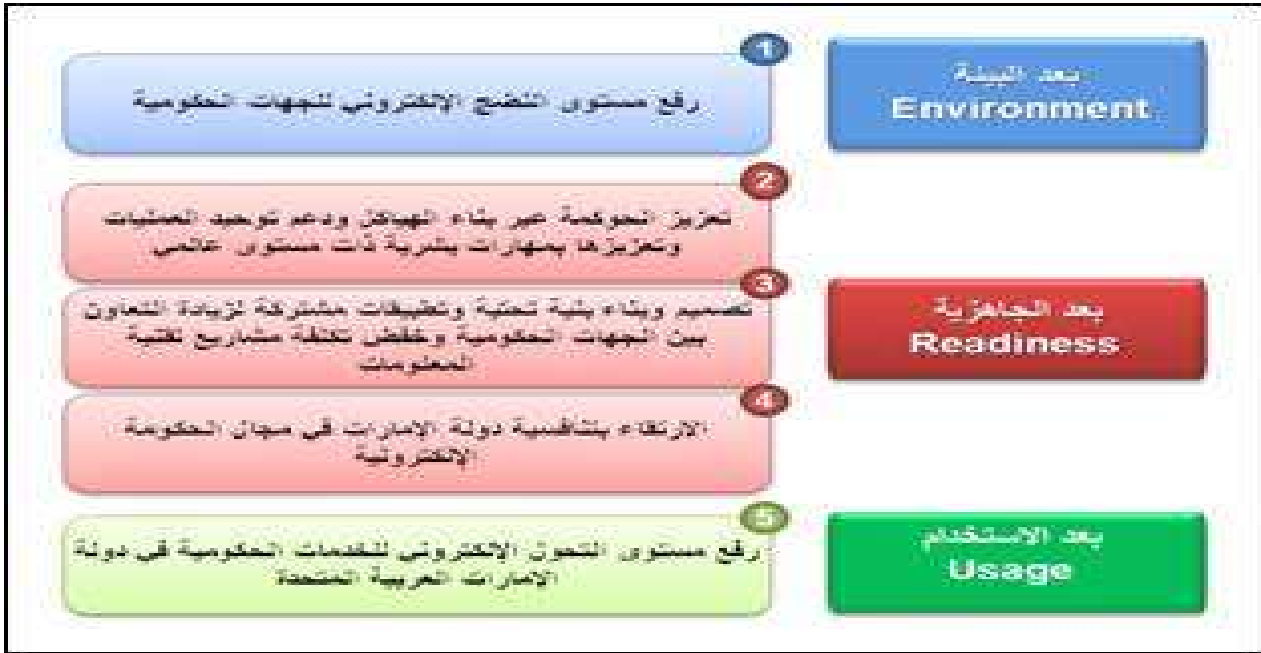 بعد البيئة
Environment
1
رفع مستوى النضج الإلكتروني للجهات الحكومية
بعد الجاهزية
Readiness
2
تعزيز الحوكمة عبر بناء الهياكل ودعم توحيد العمليات
وتعزيزها بمهارات بشرية ذات مستوى عالمي
3
تصميم وبناء بنية تحتية وتطبيقات مشتركة لزيادة التعاون
بين الجهات الحكومية وخفض تكلفة مشاريع تقنية
المعلومات
4
الارتقاء بتنافسية دولة الامارات في مجال الحكومة
الإلكترونية
بعد الاستخدام
Usage
5
رفع مستوى التحول الإلكتروني للخدمات الحكومية في دولة
الامارات العربية المتحدة